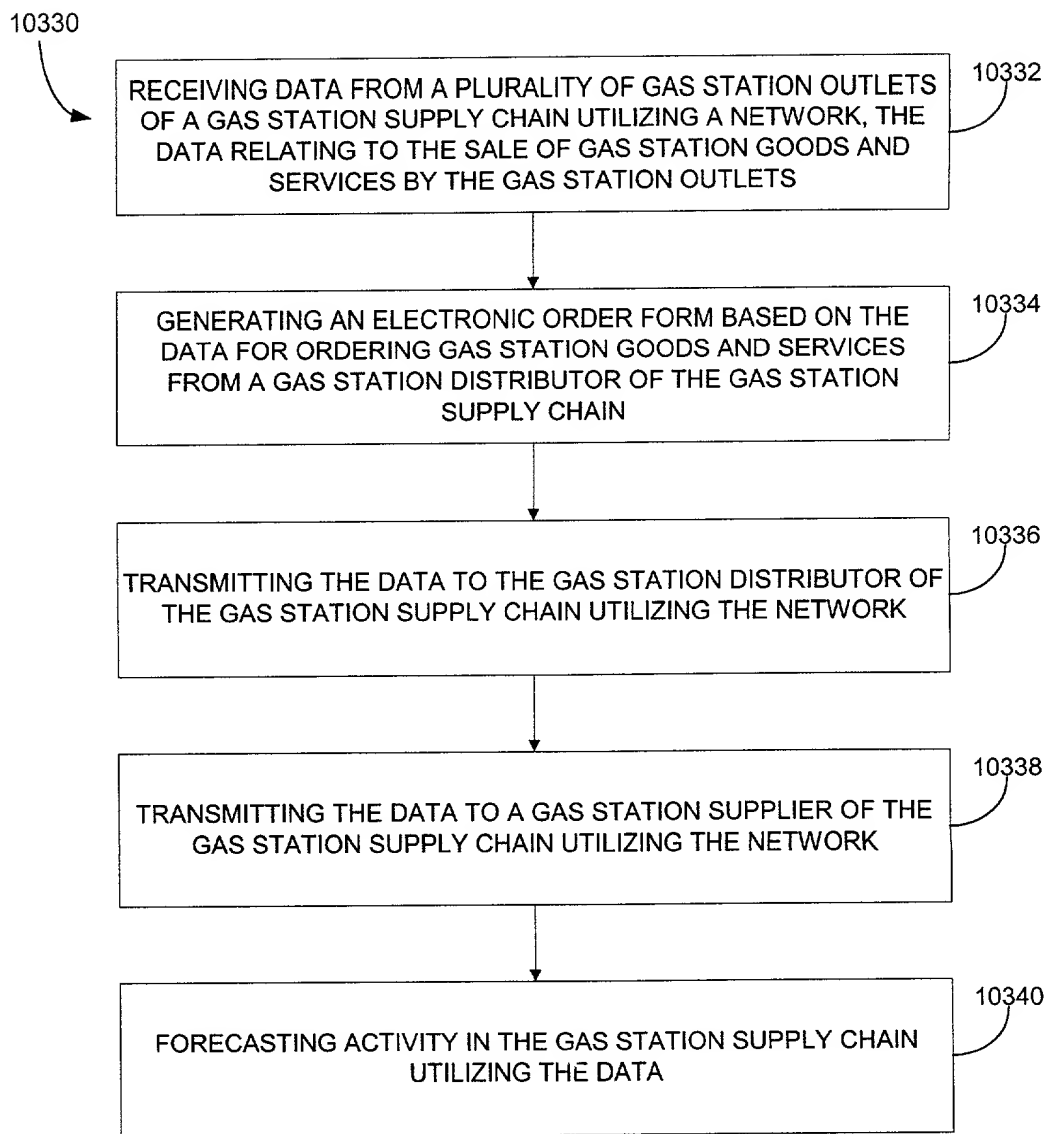 10330
RECEIVING DATA FROM A PLURALITY OF GAS STATION OUTLETS
OF A GAS STATION SUPPLY CHAIN UTILIZING A NETWORK, THE
DATA RELATING TO THE SALE OF GAS STATION GOODS AND
SERVICES BY THE GAS STATION OUTLETS
10332
GENERATING AN ELECTRONIC ORDER FORM BASED ON THE
DATA FOR ORDERING GAS STATION GOODS AND SERVICES
FROM A GAS STATION DISTRIBUTOR OF THE GAS STATION
SUPPLY CHAIN
10334
TRANSMITTING THE DATA TO THE GAS STATION DISTRIBUTOR OF
THE GAS STATION SUPPLY CHAIN UTILIZING THE NETWORK
10336
TRANSMITTING THE DATA TO A GAS STATION SUPPLIER OF THE
GAS STATION SUPPLY CHAIN UTILIZING THE NETWORK
10338
FORECASTING ACTIVITY IN THE GAS STATION SUPPLY CHAIN
UTILIZING THE DATA
10340